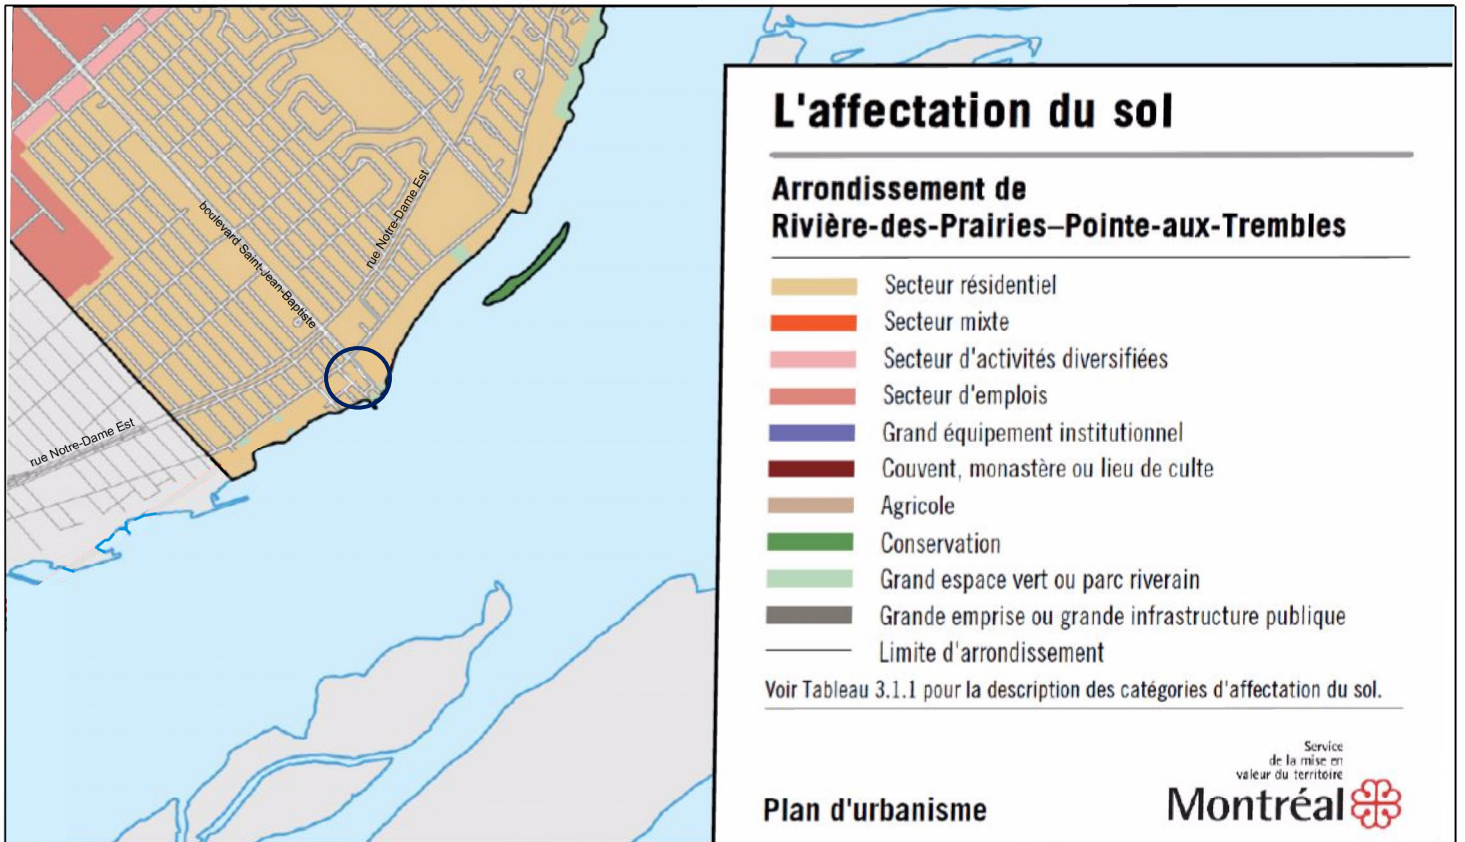 boulevard Saint-Jean-Baptiste
rue Notre-Dame Est
rue Notre-Dame Est
L'affectation du sol
Arrondissement de
Rivière-des-Prairies–Pointe-aux-Trembles
Secteur résidentiel
Secteur mixte
Secteur d'activités diversifiées
Secteur d'emplois
Grand équipement institutionnel
Couvent, monastère ou lieu de culte
Agricole
Conservation
Grand espace vert ou parc riverain
Grande emprise ou grande infrastructure publique
Limite d'arrondissement
Voir Tableau 3.1.1 pour la description des catégories d'affectation du sol.
Service
de la mise en
valeur du territoire
Plan d'urbanisme
Montréal